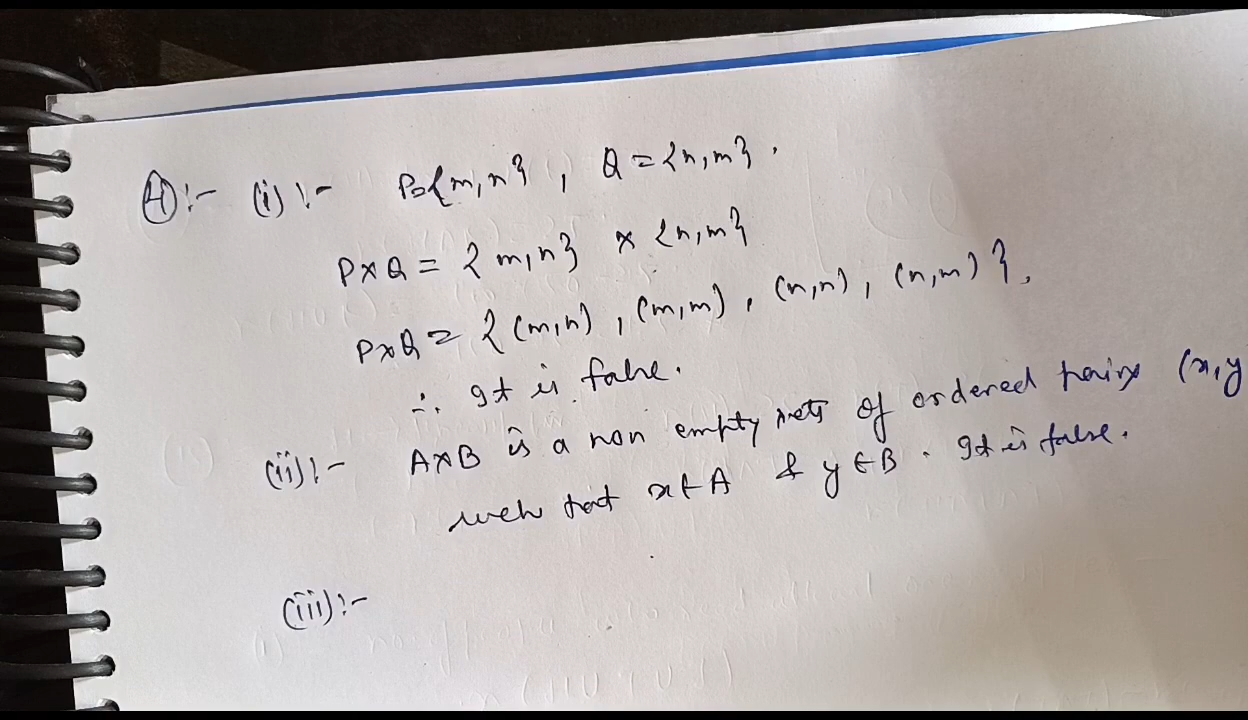 ④:- (i) :- P={m,n} , Q = {n,m} .
P×Q = { m,n} × {n,m}
P×Q = { (m,n) , (m,m) , (n,n) , (n,m) } .
∴ It is false.
(ii) :- A×B is a non empty sets of ordered pairs (x,y
such that x∈A & y∈B . It is false.
(iii) :-